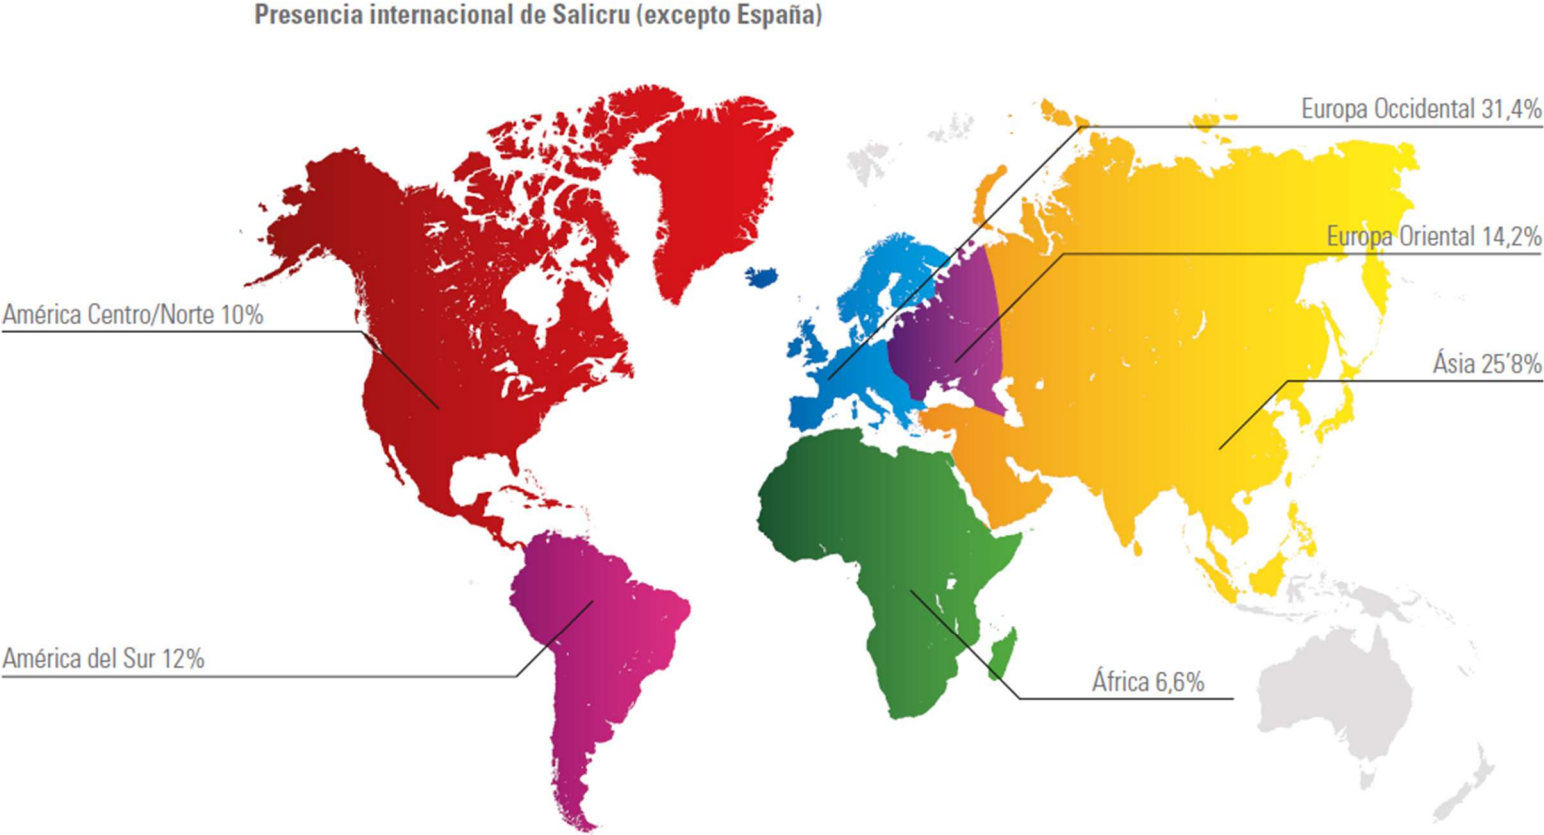 Presencia internacional de Salicru (excepto España)
Europa Occidental 31,4%
Europa Oriental 14,2%
América Centro/Norte 10%
Ásia 25’8%
América del Sur 12%
África 6,6%